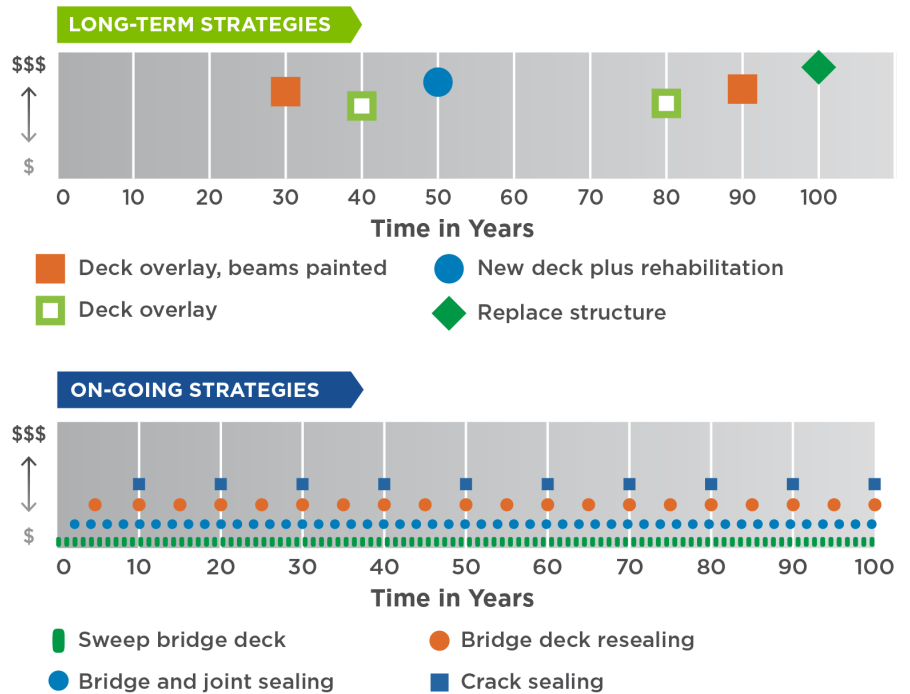 LONG-TERM STRATEGIES
$$$
$
0 10 20 30 40 50 60 70 80 90 100
Time in Years
Deck overlay, beams painted
New deck plus rehabilitation
Deck overlay
Replace structure
ON-GOING STRATEGIES
$$$
$
0 10 20 30 40 50 60 70 80 90 100
Time in Years
Sweep bridge deck
Bridge deck resealing
Bridge and joint sealing
Crack sealing